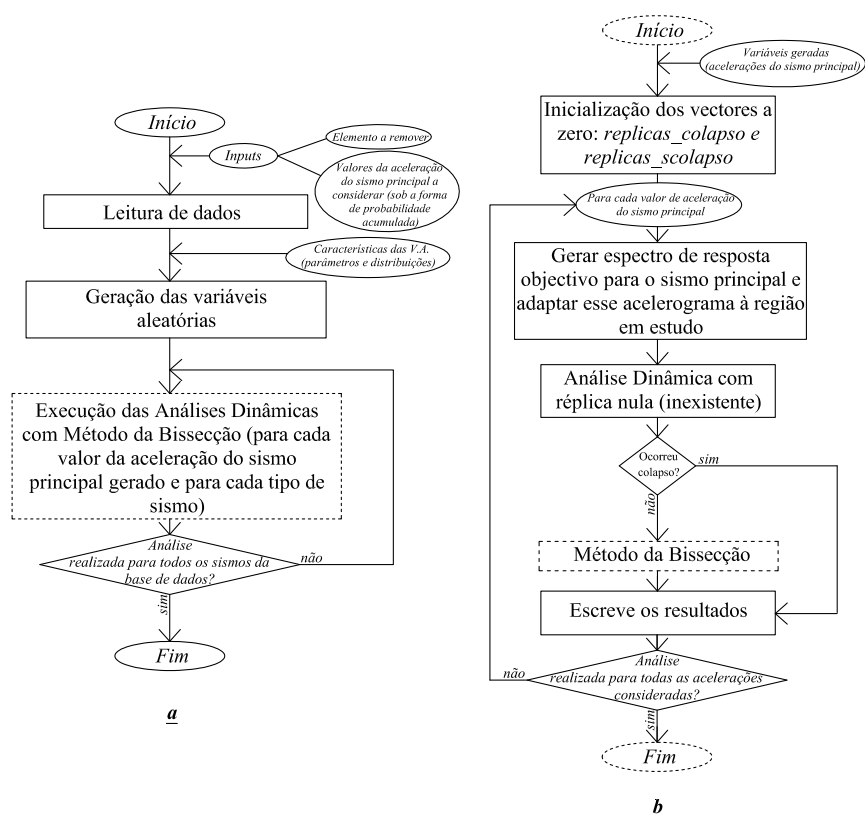 Início
Inputs
Elemento a remover
Valores da aceleração
do sismo principal a
considerar (sob a forma
de probabilidade
acumulada)
Leitura de dados
Características das V.A.
(parâmetros e distribuições)
Geração das variáveis
aleatórias
Execução das Análises Dinâmicas
com Método da Bissecção (para cada
valor da aceleração do sismo
principal gerado e para cada tipo de
sismo)
Análise
realizada para todos os sismos da
base de dados?
não
sim
Fim
a
Início
Variáveis geradas
(acelerações do sismo principal)
Inicialização dos vectores a
zero: replicas_colapso e
replicas_scolapso
Para cada valor de aceleração
do sismo principal
Gerar espectro de resposta
objectivo para o sismo principal e
adaptar esse acelerograma à região
em estudo
Análise Dinâmica com
réplica nula (inexistente)
Ocorreu
colapso?
sim
não
Método da Bissecção
Escreve os resultados
Análise
realizada para todas as acelerações
consideradas?
não
sim
Fim
b